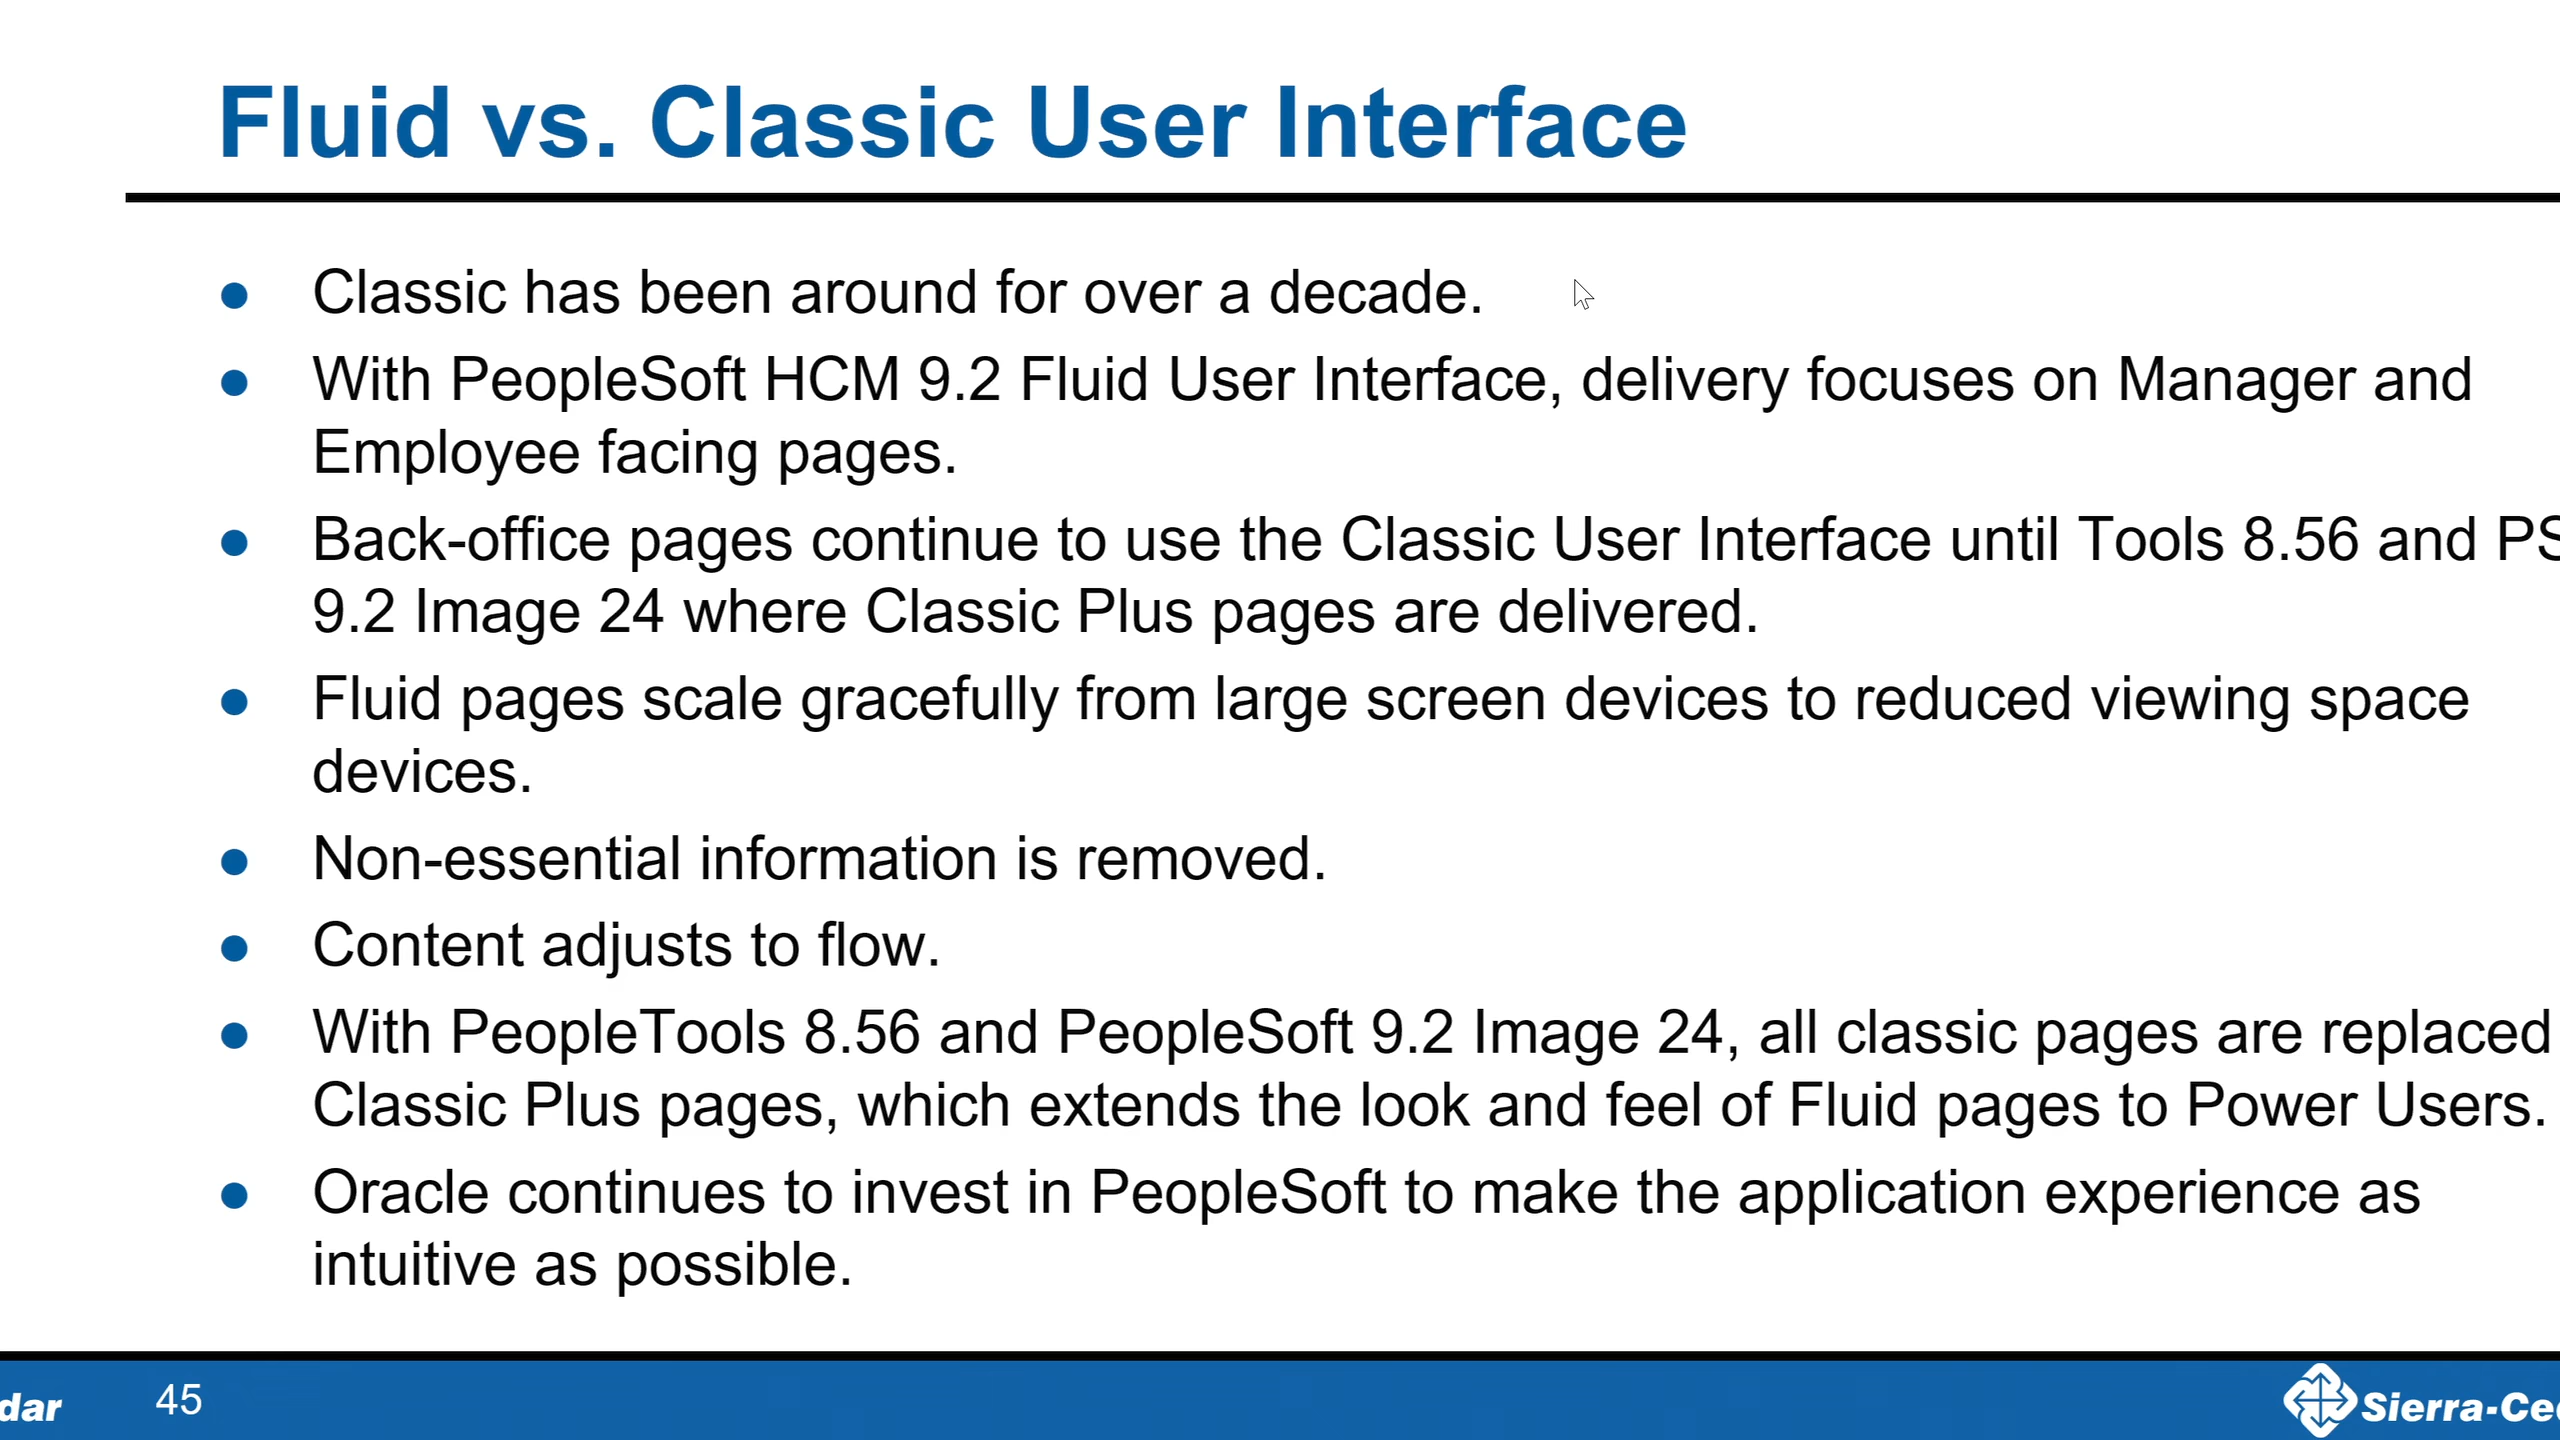 Fluid vs. Classic User Interface
● Classic has been around for over a decade.
● With PeopleSoft HCM 9.2 Fluid User Interface, delivery focuses on Manager and
Employee facing pages.
● Back-office pages continue to use the Classic User Interface until Tools 8.56 and PS
9.2 Image 24 where Classic Plus pages are delivered.
● Fluid pages scale gracefully from large screen devices to reduced viewing space
devices.
● Non-essential information is removed.
● Content adjusts to flow.
● With PeopleTools 8.56 and PeopleSoft 9.2 Image 24, all classic pages are replaced
Classic Plus pages, which extends the look and feel of Fluid pages to Power Users.
● Oracle continues to invest in PeopleSoft to make the application experience as
intuitive as possible.
dar 45 Sierra-Ce